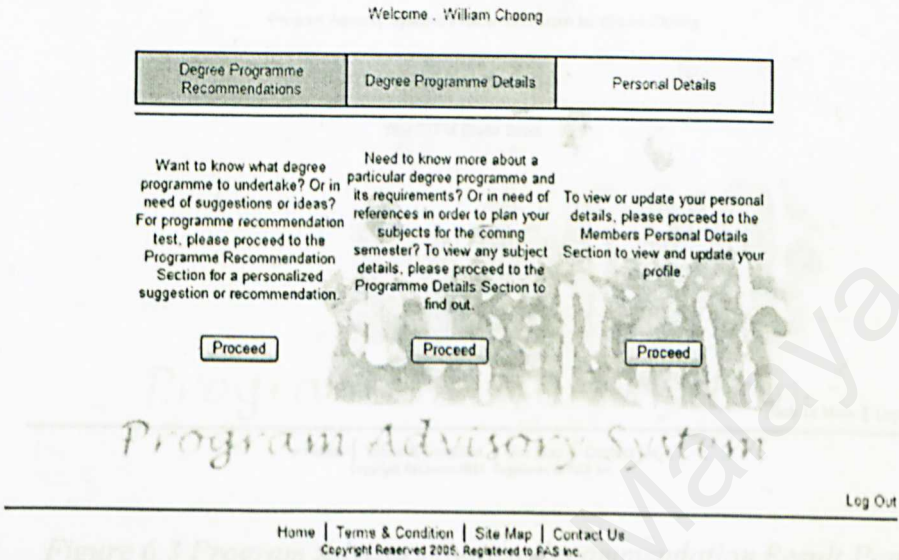 Welcome , William Choong
Degree Programme
Recommendations
Degree Programme Details
Personal Details
Want to know what degree
programme to undertake? Or in
need of suggestions or ideas?
For programme recommendation
test, please proceed to the
Programme Recommendation
Section for a personalized
suggestion or recommendation.
Need to know more about a
particular degree programme and
its requirements? Or in need of
references in order to plan your
subjects for the coming
semester? To view any subject
details, please proceed to the
Programme Details Section to
find out.
To view or update your personal
details, please proceed to the
Members Personal Details
Section to view and update your
profile.
Proceed
Proceed
Proceed
Program Advisory System
Malaya
Log Out
Home | Terms & Condition | Site Map | Contact Us
Copyright Reserved 2005, Registered to PAS Inc.